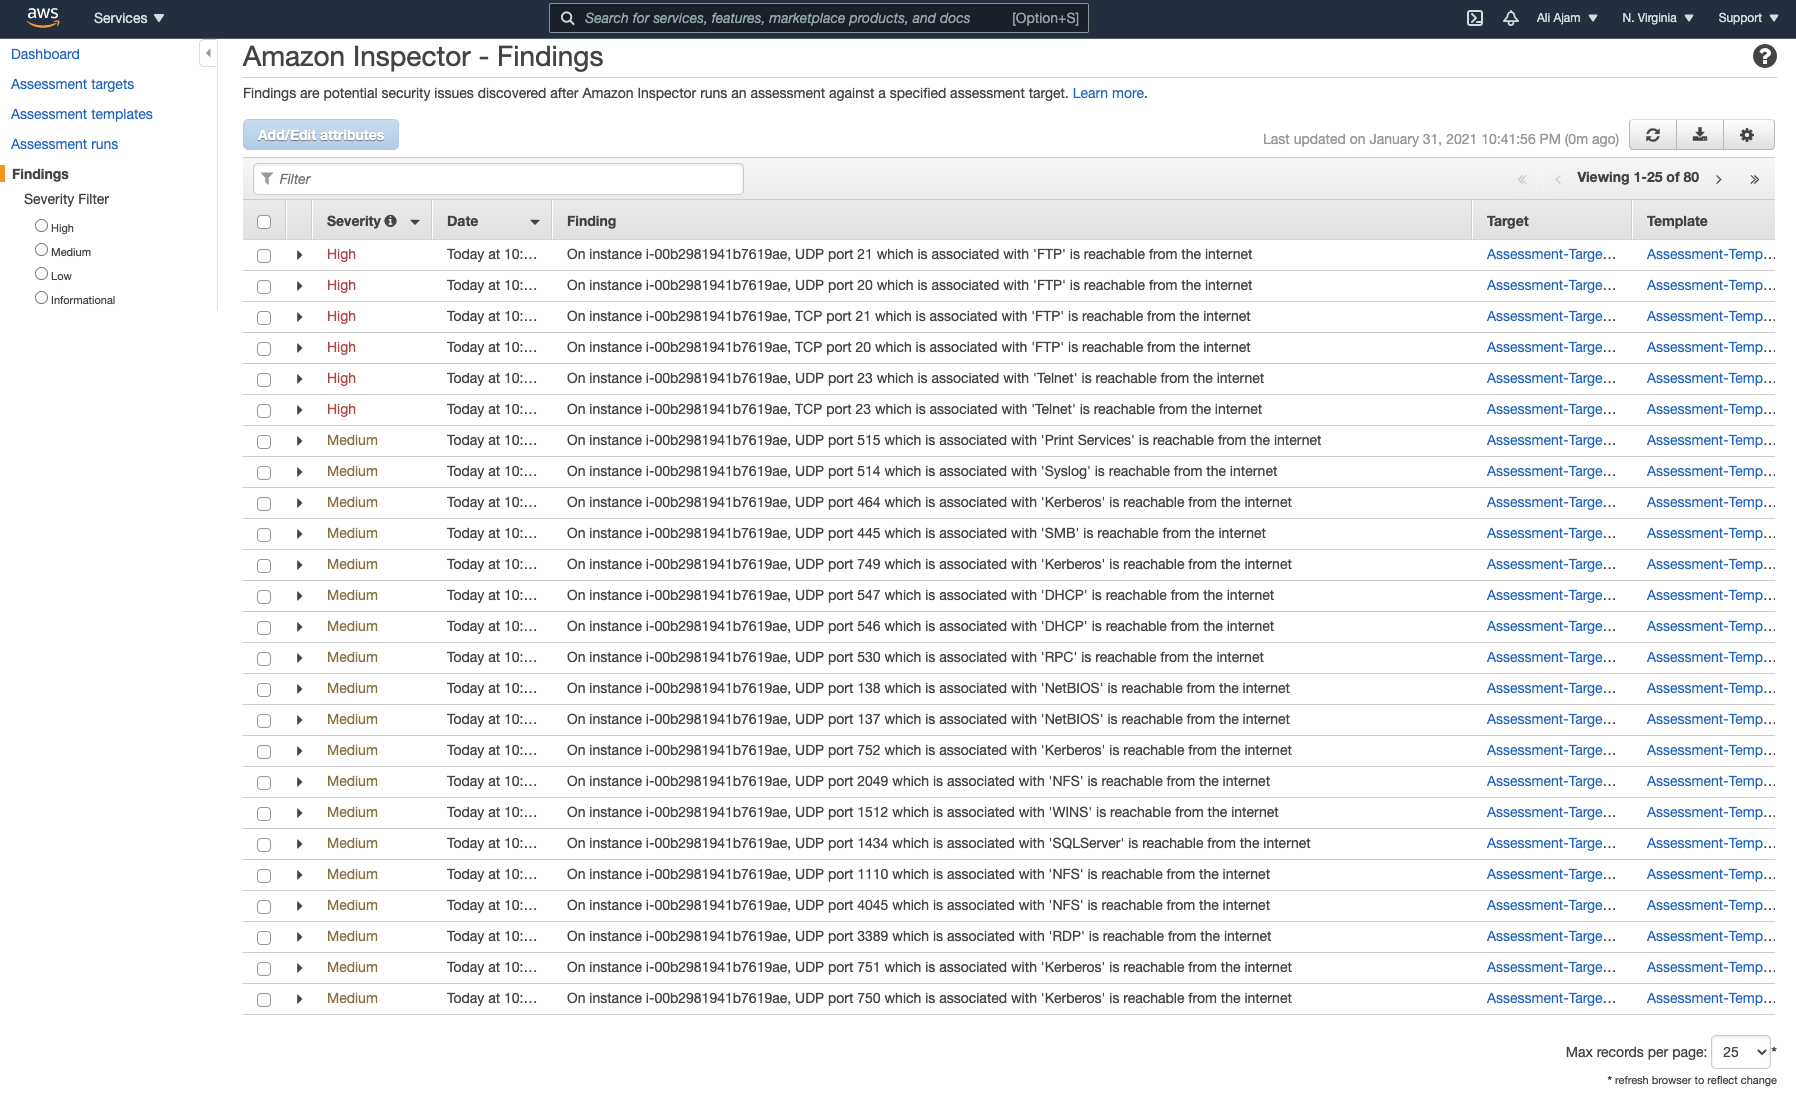 aws Services Search for services, features, marketplace products, and docs [Option+S] Ali Ajam N. Virginia Support
Dashboard
Assessment targets
Assessment templates
Assessment runs
Findings
Severity Filter
High
Medium
Low
Informational
Amazon Inspector - Findings ?
Findings are potential security issues discovered after Amazon Inspector runs an assessment against a specified assessment target. Learn more.
Add/Edit attributes Last updated on January 31, 2021 10:41:56 PM (0m ago)
Filter « ‹ Viewing 1-25 of 80 › »
Severity Date Finding Target Template
High Today at 10:... On instance i-00b2981941b7619ae, UDP port 21 which is associated with 'FTP' is reachable from the internet Assessment-Targe... Assessment-Temp...
High Today at 10:... On instance i-00b2981941b7619ae, UDP port 20 which is associated with 'FTP' is reachable from the internet Assessment-Targe... Assessment-Temp...
High Today at 10:... On instance i-00b2981941b7619ae, TCP port 21 which is associated with 'FTP' is reachable from the internet Assessment-Targe... Assessment-Temp...
High Today at 10:... On instance i-00b2981941b7619ae, TCP port 20 which is associated with 'FTP' is reachable from the internet Assessment-Targe... Assessment-Temp...
High Today at 10:... On instance i-00b2981941b7619ae, UDP port 23 which is associated with 'Telnet' is reachable from the internet Assessment-Targe... Assessment-Temp...
High Today at 10:... On instance i-00b2981941b7619ae, TCP port 23 which is associated with 'Telnet' is reachable from the internet Assessment-Targe... Assessment-Temp...
Medium Today at 10:... On instance i-00b2981941b7619ae, UDP port 515 which is associated with 'Print Services' is reachable from the internet Assessment-Targe... Assessment-Temp...
Medium Today at 10:... On instance i-00b2981941b7619ae, UDP port 514 which is associated with 'Syslog' is reachable from the internet Assessment-Targe... Assessment-Temp...
Medium Today at 10:... On instance i-00b2981941b7619ae, UDP port 464 which is associated with 'Kerberos' is reachable from the internet Assessment-Targe... Assessment-Temp...
Medium Today at 10:... On instance i-00b2981941b7619ae, UDP port 445 which is associated with 'SMB' is reachable from the internet Assessment-Targe... Assessment-Temp...
Medium Today at 10:... On instance i-00b2981941b7619ae, UDP port 749 which is associated with 'Kerberos' is reachable from the internet Assessment-Targe... Assessment-Temp...
Medium Today at 10:... On instance i-00b2981941b7619ae, UDP port 547 which is associated with 'DHCP' is reachable from the internet Assessment-Targe... Assessment-Temp...
Medium Today at 10:... On instance i-00b2981941b7619ae, UDP port 546 which is associated with 'DHCP' is reachable from the internet Assessment-Targe... Assessment-Temp...
Medium Today at 10:... On instance i-00b2981941b7619ae, UDP port 530 which is associated with 'RPC' is reachable from the internet Assessment-Targe... Assessment-Temp...
Medium Today at 10:... On instance i-00b2981941b7619ae, UDP port 138 which is associated with 'NetBIOS' is reachable from the internet Assessment-Targe... Assessment-Temp...
Medium Today at 10:... On instance i-00b2981941b7619ae, UDP port 137 which is associated with 'NetBIOS' is reachable from the internet Assessment-Targe... Assessment-Temp...
Medium Today at 10:... On instance i-00b2981941b7619ae, UDP port 752 which is associated with 'Kerberos' is reachable from the internet Assessment-Targe... Assessment-Temp...
Medium Today at 10:... On instance i-00b2981941b7619ae, UDP port 2049 which is associated with 'NFS' is reachable from the internet Assessment-Targe... Assessment-Temp...
Medium Today at 10:... On instance i-00b2981941b7619ae, UDP port 1512 which is associated with 'WINS' is reachable from the internet Assessment-Targe... Assessment-Temp...
Medium Today at 10:... On instance i-00b2981941b7619ae, UDP port 1434 which is associated with 'SQLServer' is reachable from the internet Assessment-Targe... Assessment-Temp...
Medium Today at 10:... On instance i-00b2981941b7619ae, UDP port 1110 which is associated with 'NFS' is reachable from the internet Assessment-Targe... Assessment-Temp...
Medium Today at 10:... On instance i-00b2981941b7619ae, UDP port 4045 which is associated with 'NFS' is reachable from the internet Assessment-Targe... Assessment-Temp...
Medium Today at 10:... On instance i-00b2981941b7619ae, UDP port 3389 which is associated with 'RDP' is reachable from the internet Assessment-Targe... Assessment-Temp...
Medium Today at 10:... On instance i-00b2981941b7619ae, UDP port 751 which is associated with 'Kerberos' is reachable from the internet Assessment-Targe... Assessment-Temp...
Medium Today at 10:... On instance i-00b2981941b7619ae, UDP port 750 which is associated with 'Kerberos' is reachable from the internet Assessment-Targe... Assessment-Temp...
Max records per page: 25 *
* refresh browser to reflect change